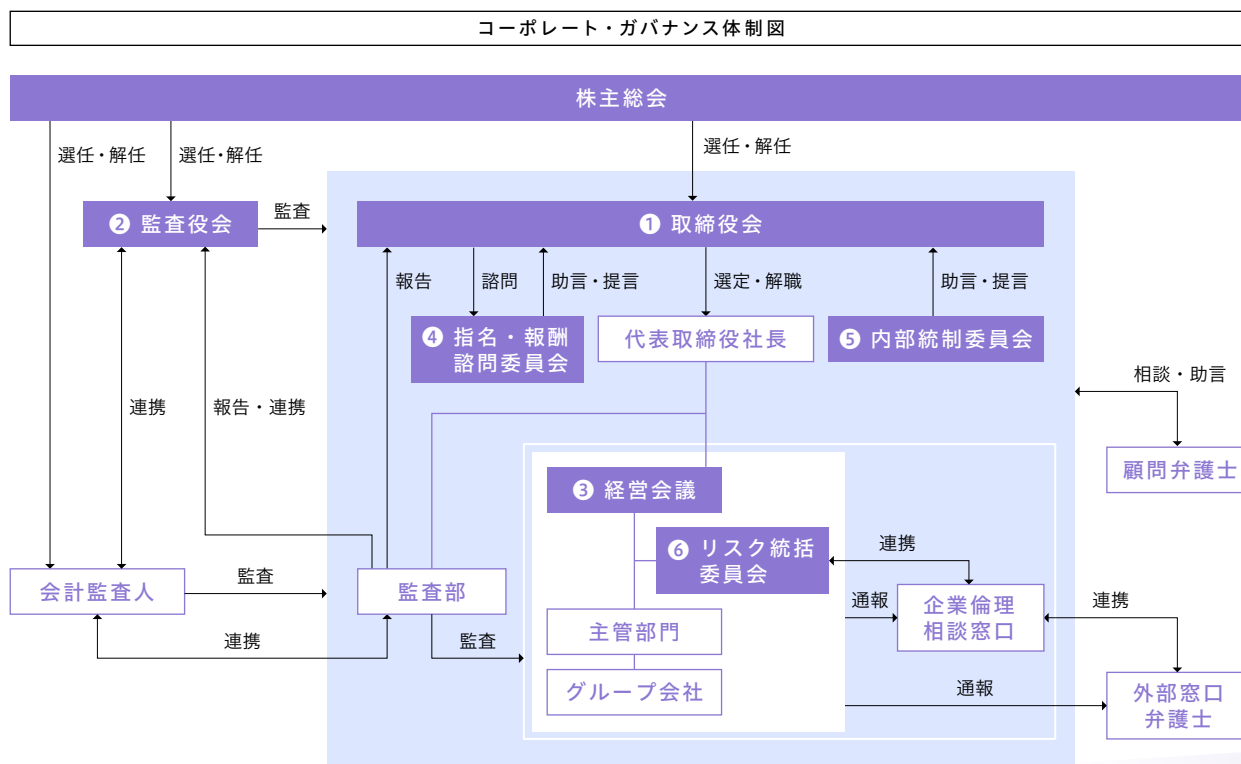 コーポレート・ガバナンス体制図
株主総会
選任・解任
選任・解任
選任・解任
❷ 監査役会
監査
❶ 取締役会
報告
諮問
助言・提言
選定・解職
助言・提言
❹ 指名・報酬
諮問委員会
代表取締役社長
❺ 内部統制委員会
相談・助言
連携
報告・連携
顧問弁護士
❸ 経営会議
❻ リスク統括
委員会
連携
会計監査人
監査
監査部
主管部門
通報
企業倫理
相談窓口
連携
連携
監査
グループ会社
通報
外部窓口
弁護士